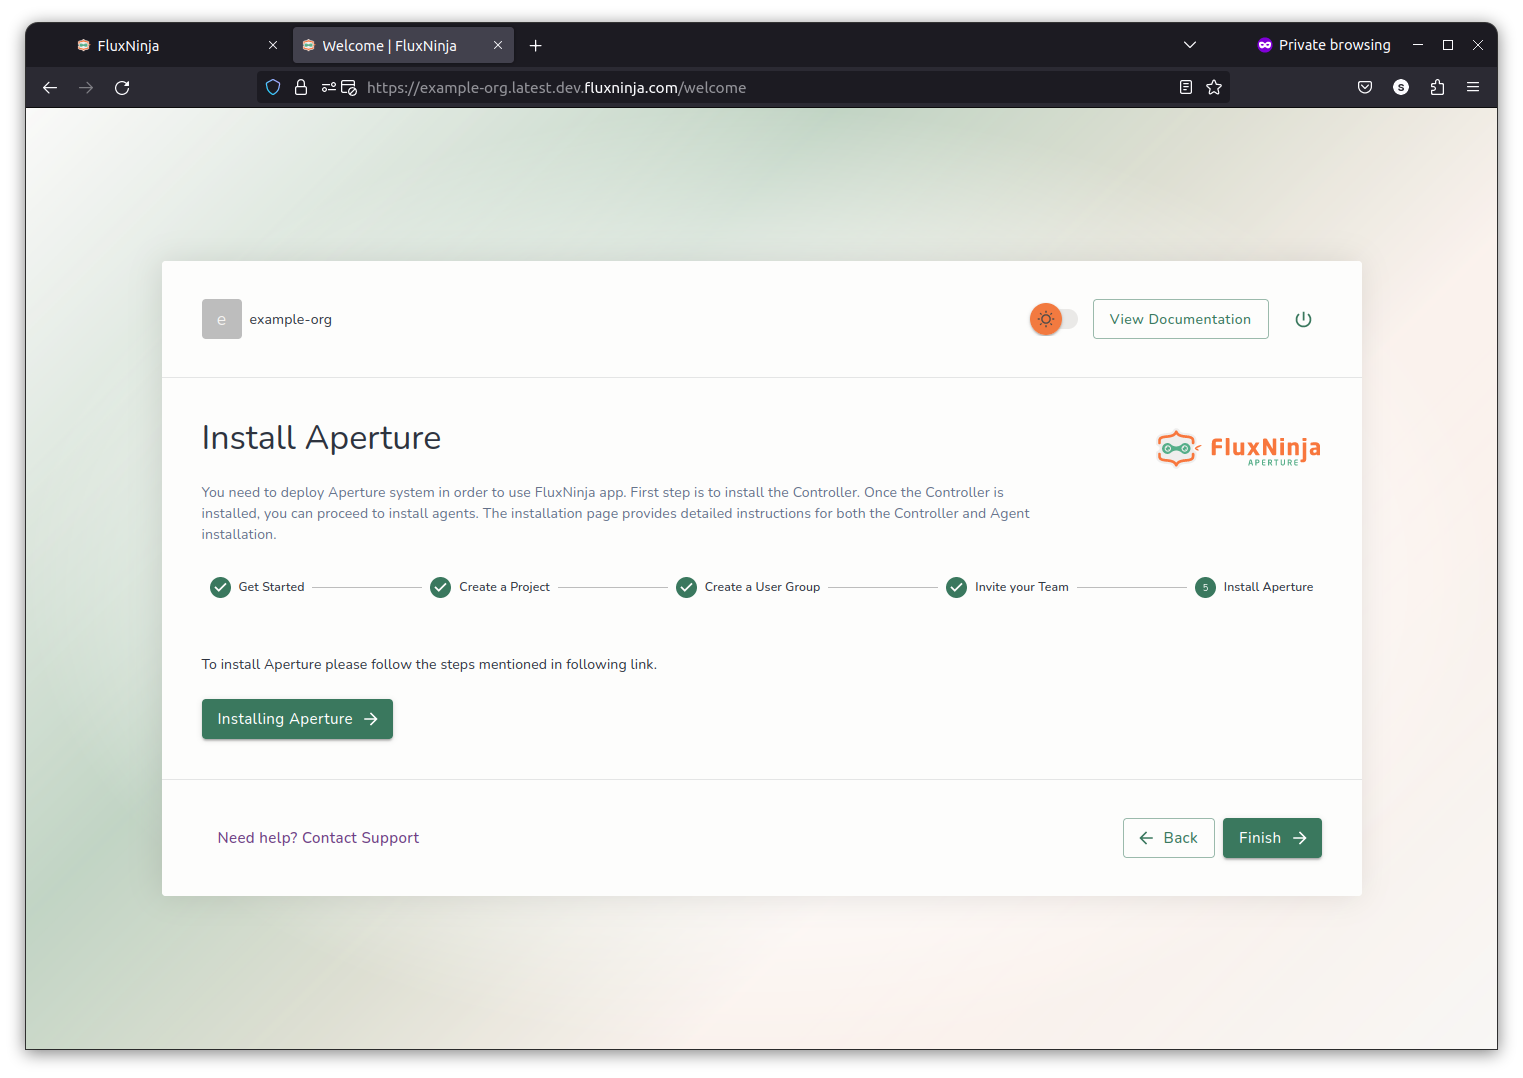 FluxNinja
Welcome | FluxNinja
Private browsing
https://example-org.latest.dev.fluxninja.com/welcome
S
e
example-org
View Documentation
Install Aperture
FluxNinja
APERTURE
You need to deploy Aperture system in order to use FluxNinja app. First step is to install the Controller. Once the Controller is
installed, you can proceed to install agents. The installation page provides detailed instructions for both the Controller and Agent
installation.
Get Started
Create a Project
Create a User Group
Invite your Team
5
Install Aperture
To install Aperture please follow the steps mentioned in following link.
Installing Aperture
Need help? Contact Support
Back
Finish